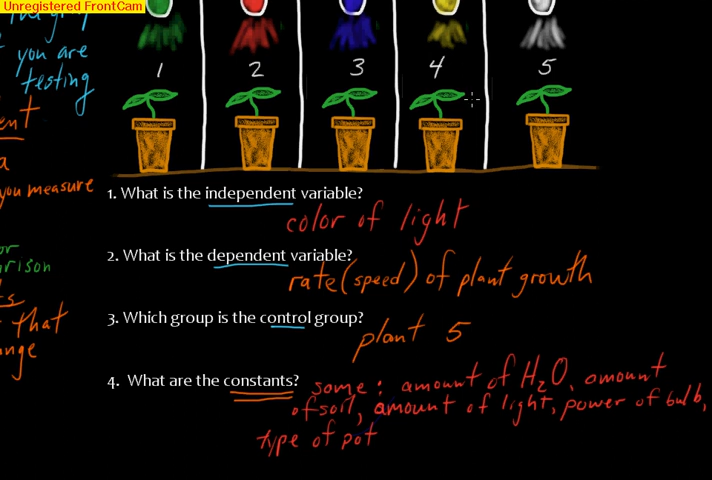 Unregistered FrontCam
you are
testing
1 2 3 4 5
a
you measure
1. What is the independent variable?
color of light
2. What is the dependent variable?
rate (speed) of plant growth
3. Which group is the control group?
plant 5
that
4. What are the constants?
some: amount of H2O, amount
of soil, amount of light, power of bulb,
type of pot